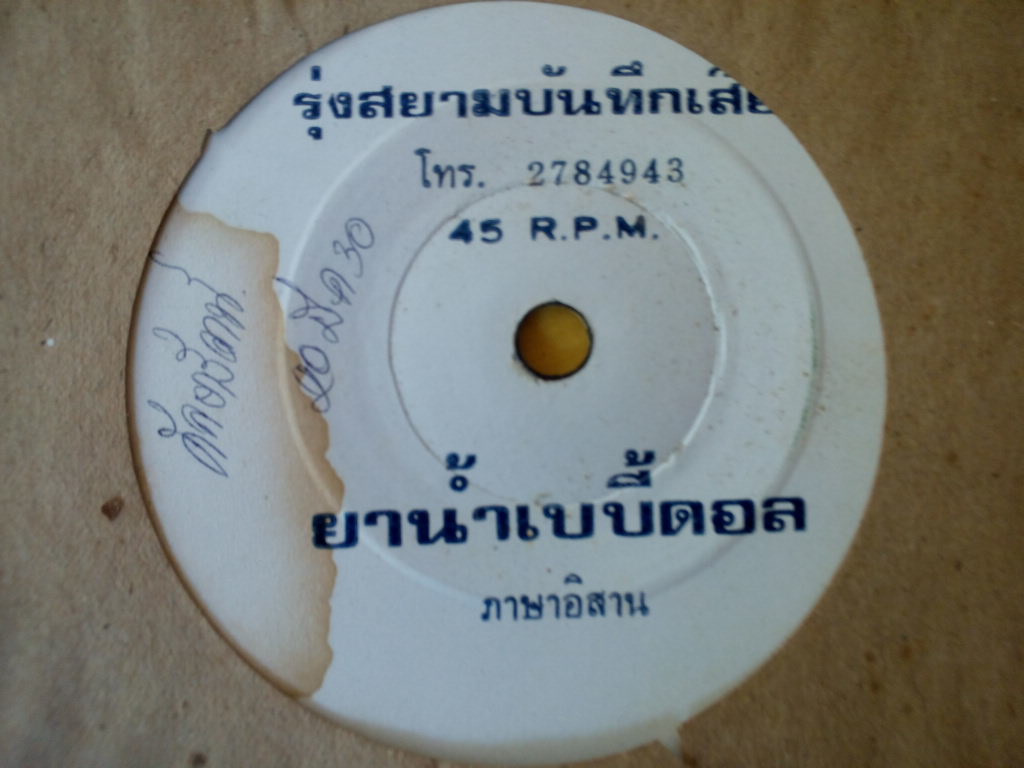 รุ่งสยามบันทึกเสีย
โทร. 2784943
45 R.P.M.
ยาน้ำเบบี้ดอล
ภาษาอิสาน
30